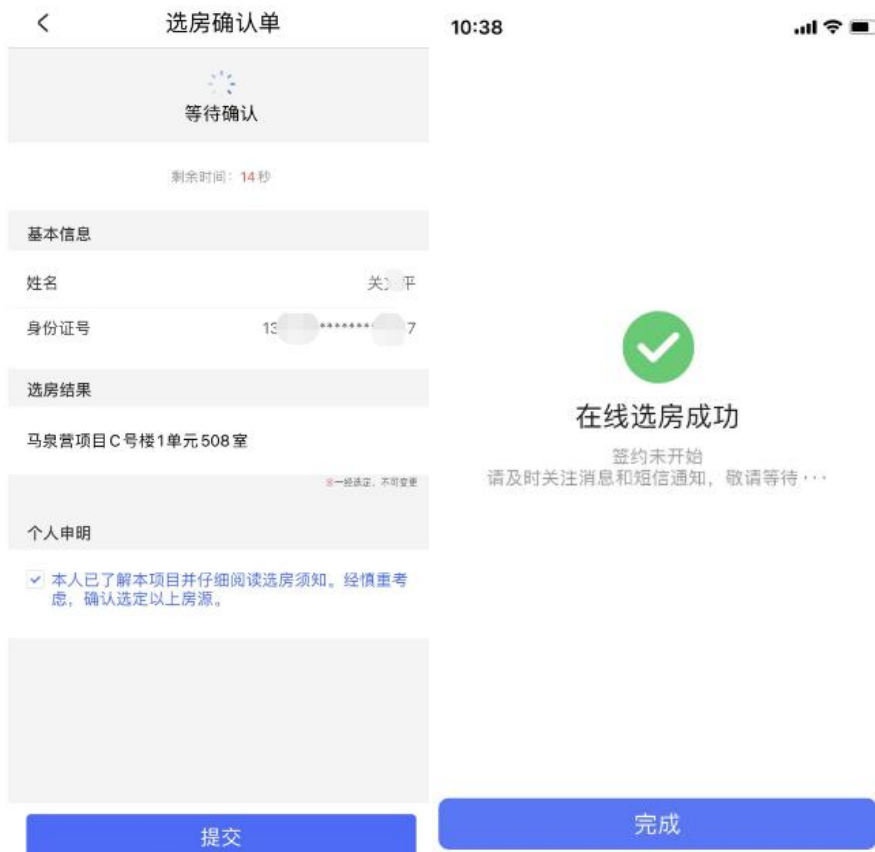 选房确认单
等待确认
剩余时间：14秒
基本信息
姓名 关 平
身份证号 13 ******* 7
选房结果
马泉营项目C号楼1单元508室
※一经选定，不可变更
个人申明
本人已了解本项目并仔细阅读选房须知。经慎重考
虑，确认选定以上房源。
提交
10:38
在线选房成功
签约未开始
请及时关注消息和短信通知，敬请等待···
完成